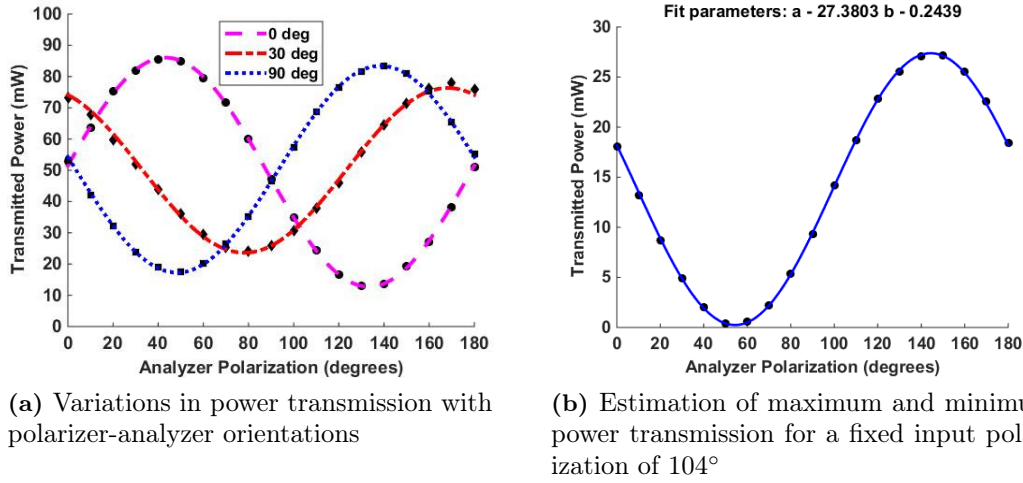 100
90
80
70
60
50
40
30
20
10
0
Transmitted Power (mW)
0 deg
30 deg
90 deg
0 20 40 60 80 100 120 140 160 180
Analyzer Polarization (degrees)
(a) Variations in power transmission with
polarizer-analyzer orientations
Fit parameters: a - 27.3803 b - 0.2439
30
25
20
15
10
5
0
Transmitted Power (mW)
0 20 40 60 80 100 120 140 160 180
Analyzer Polarization (degrees)
(b) Estimation of maximum and minimu
power transmission for a fixed input pol
ization of 104°